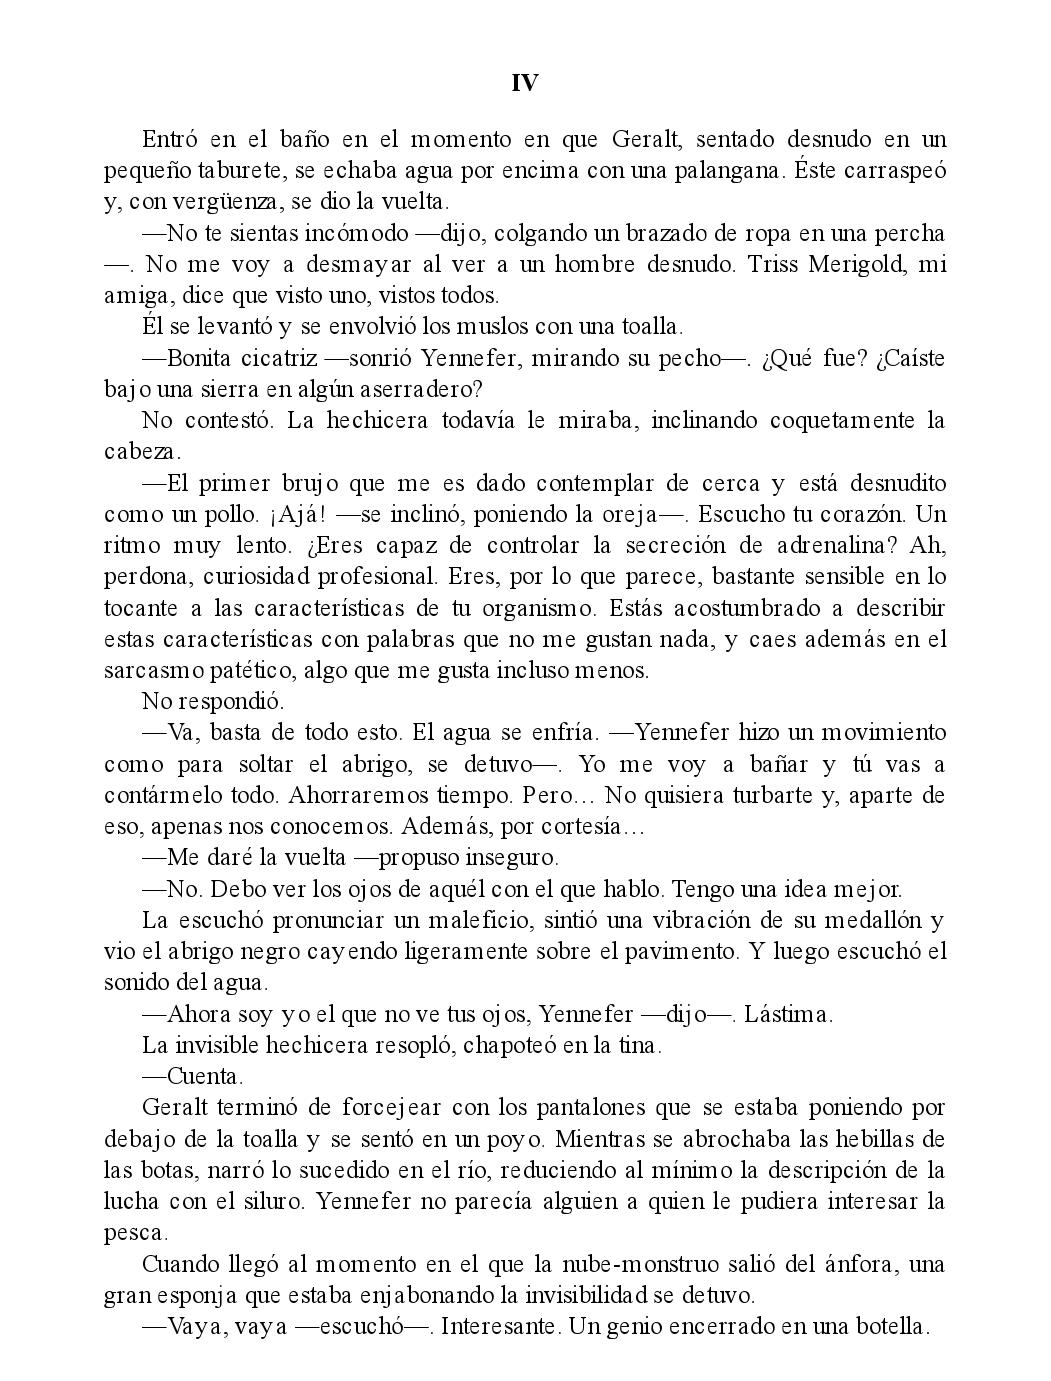 IV
Entró en el baño en el momento en que Geralt, sentado desnudo en un
pequeño taburete, se echaba agua por encima con una palangana. Éste carraspeó
y, con vergüenza, se dio la vuelta.
—No te sientas incómodo —dijo, colgando un brazado de ropa en una percha
—. No me voy a desmayar al ver a un hombre desnudo. Triss Merigold, mi
amiga, dice que visto uno, vistos todos.
Él se levantó y se envolvió los muslos con una toalla.
—Bonita cicatriz —sonrió Yennefer, mirando su pecho—. ¿Qué fue? ¿Caíste
bajo una sierra en algún aserradero?
No contestó. La hechicera todavía le miraba, inclinando coquetamente la
cabeza.
—El primer brujo que me es dado contemplar de cerca y está desnudito
como un pollo. ¡Ajá! —se inclinó, poniendo la oreja—. Escucho tu corazón. Un
ritmo muy lento. ¿Eres capaz de controlar la secreción de adrenalina? Ah,
perdona, curiosidad profesional. Eres, por lo que parece, bastante sensible en lo
tocante a las características de tu organismo. Estás acostumbrado a describir
estas características con palabras que no me gustan nada, y caes además en el
sarcasmo patético, algo que me gusta incluso menos.
No respondió.
—Va, basta de todo esto. El agua se enfría. —Yennefer hizo un movimiento
como para soltar el abrigo, se detuvo—. Yo me voy a bañar y tú vas a
contármelo todo. Ahorraremos tiempo. Pero… No quisiera turbarte y, aparte de
eso, apenas nos conocemos. Además, por cortesía…
—Me daré la vuelta —propuso inseguro.
—No. Debo ver los ojos de aquél con el que hablo. Tengo una idea mejor.
La escuchó pronunciar un maleficio, sintió una vibración de su medallón y
vio el abrigo negro cayendo ligeramente sobre el pavimento. Y luego escuchó el
sonido del agua.
—Ahora soy yo el que no ve tus ojos, Yennefer —dijo—. Lástima.
La invisible hechicera resopló, chapoteó en la tina.
—Cuenta.
Geralt terminó de forcejear con los pantalones que se estaba poniendo por
debajo de la toalla y se sentó en un poyo. Mientras se abrochaba las hebillas de
las botas, narró lo sucedido en el río, reduciendo al mínimo la descripción de la
lucha con el siluro. Yennefer no parecía alguien a quien le pudiera interesar la
pesca.
Cuando llegó al momento en el que la nube-monstruo salió del ánfora, una
gran esponja que estaba enjabonando la invisibilidad se detuvo.
—Vaya, vaya —escuchó—. Interesante. Un genio encerrado en una botella.